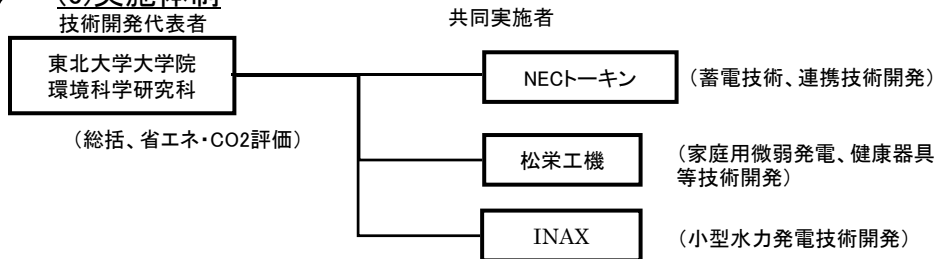 実施体制
技術開発代表者
共同実施者
東北大学大学院
環境科学研究科
(総括、省エネ・CO2評価)
NECトーキン
(蓄電技術、連携技術開発)
松栄工機
(家庭用微弱発電、健康器具
等技術開発)
INAX
(小型水力発電技術開発)